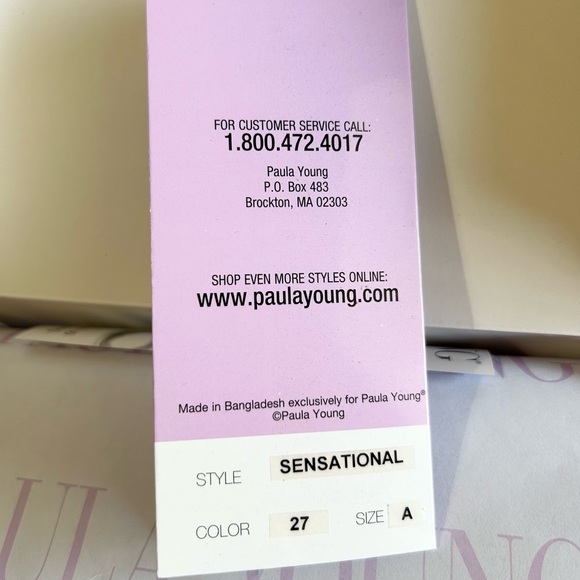 FOR CUSTOMER SERVICE CALL:
1.800.472.4017
Paula Young
P.O. Box 483
Brockton, MA 02303
SHOP EVEN MORE STYLES ONLINE:
www.paulayoung.com
Made in Bangladesh exclusively for Paula Young®
©Paula Young
STYLE SENSATIONAL
COLOR 27 SIZE A